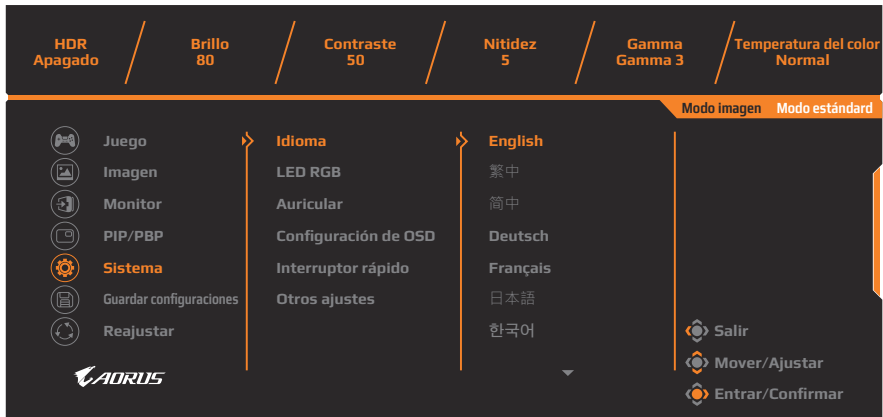 HDR
Apagado
Brillo
80
Contraste
50
Nitidez
5
Gamma
Gamma 3
Temperatura del color
Normal
Modo imagen Modo estándard
Juego
Imagen
Monitor
PIP/PBP
Sistema
Guardar configuraciones
Reajustar
Idioma
LED RGB
Auricular
Configuración de OSD
Interruptor rápido
Otros ajustes
English
繁中
简中
Deutsch
Français
日本語
한국어
Salir
Mover/Ajustar
Entrar/Confirmar
AORUS